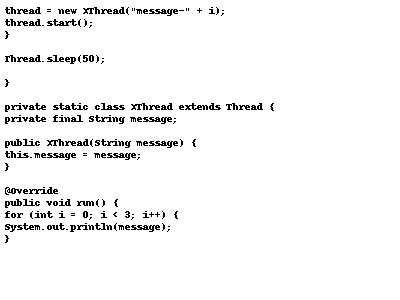 thread = new XThread("message-" + i);
thread.start();
}
Thread.sleep(50);
}
private static class XThread extends Thread {
private final String message;
public XThread(String message) {
this.message = message;
}
@Override
public void run() {
for (int i = 0; i < 3; i++) {
System.out.println(message);
}